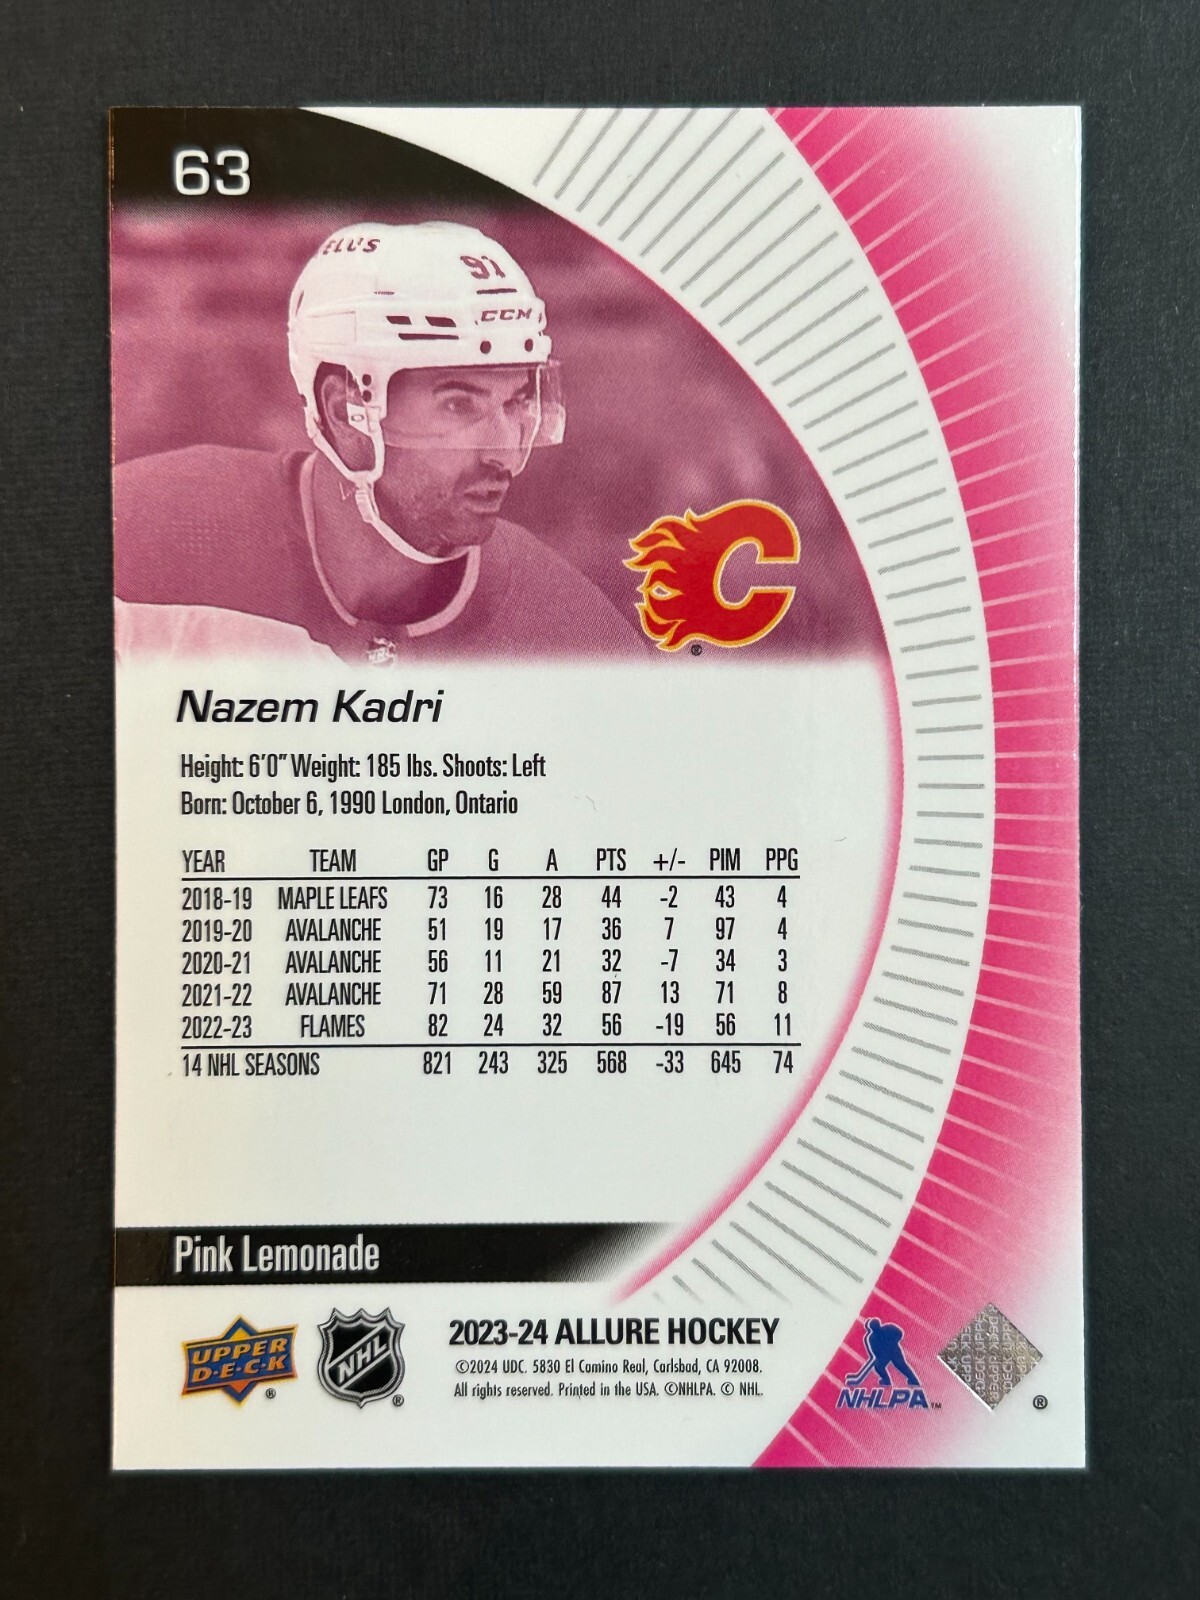 63
ELUS
91
CCM
NHL
C
®
Nazem Kadri
Height: 6'0" Weight: 185 lbs. Shoots: Left
Born: October 6, 1990 London, Ontario
YEAR TEAM GP G A PTS +/- PIM PPG
2018-19 MAPLE LEAFS 73 16 28 44 -2 43 4
2019-20 AVALANCHE 51 19 17 36 7 97 4
2020-21 AVALANCHE 56 11 21 32 -7 34 3
2021-22 AVALANCHE 71 28 59 87 13 71 8
2022-23 FLAMES 82 24 32 56 -19 56 11
14 NHL SEASONS 821 243 325 568 -33 645 74
Pink Lemonade
UPPER DECK ®
NHL ®
2023-24 ALLURE HOCKEY
©2024 UDC. 5830 El Camino Real, Carlsbad, CA 92008.
All rights reserved. Printed in the USA. ©NHLPA. © NHL.
NHLPA™
®